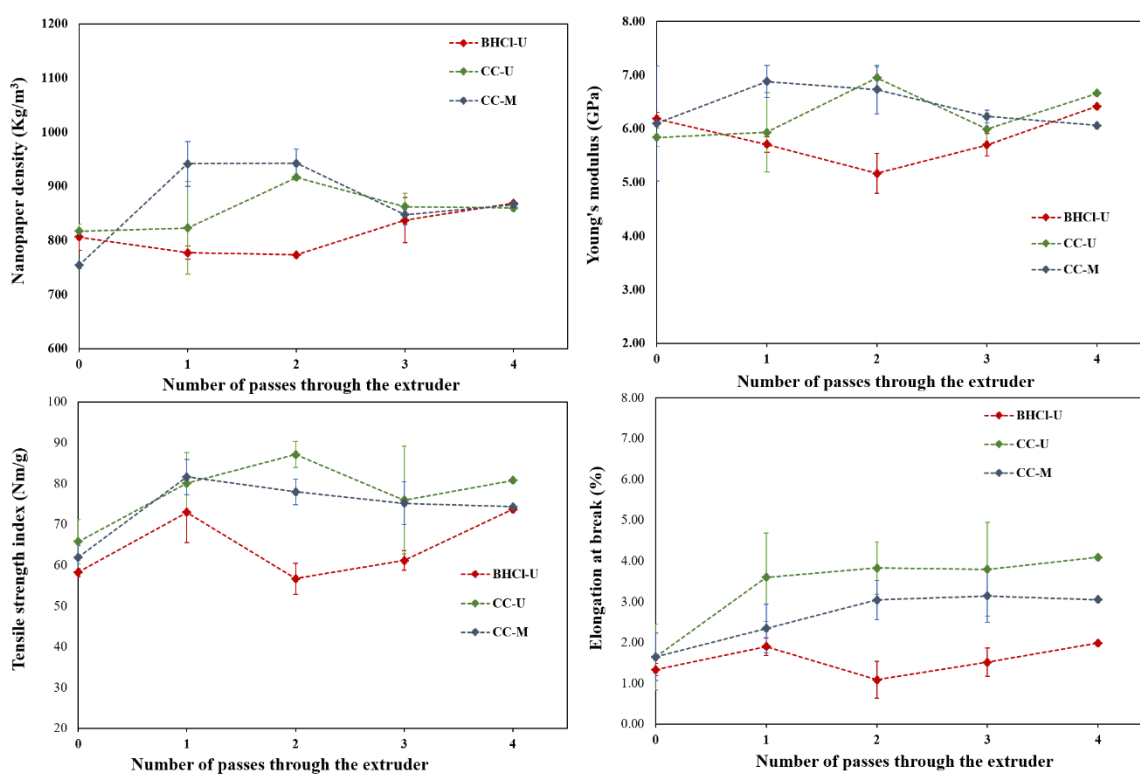 Nanopaper density (Kg/m³)
1200
1100
1000
900
800
700
600
BHCl-U
CC-U
CC-M
0 1 2 3 4
Number of passes through the extruder
Young's modulus (GPa)
8.00
7.00
6.00
5.00
4.00
3.00
2.00
BHCl-U
CC-U
CC-M
0 1 2 3 4
Number of passes through the extruder
Tensile strength index (Nm/g)
100
90
80
70
60
50
40
30
20
BHCl-U
CC-U
CC-M
0 1 2 3 4
Number of passes through the extruder
Elongation at break (%)
8.00
7.00
6.00
5.00
4.00
3.00
2.00
1.00
0.00
BHCl-U
CC-U
CC-M
0 1 2 3 4
Number of passes through the extruder